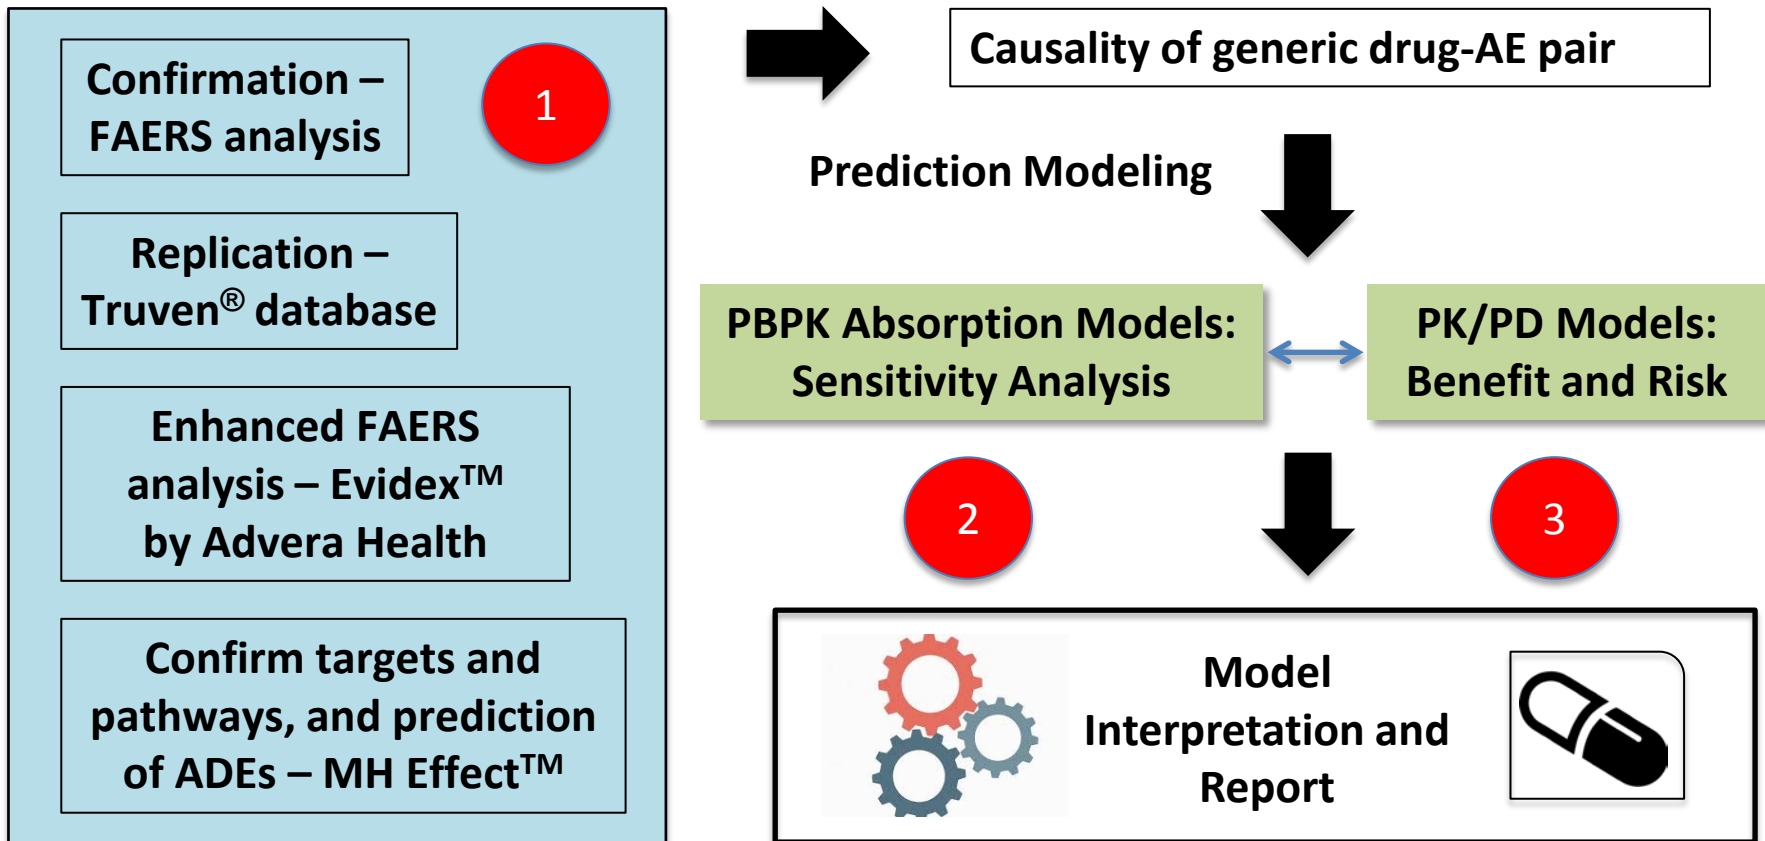 Confirmation –
FAERS analysis
1
Replication –
Truven® database
Enhanced FAERS
analysis – Evidex™
by Advera Health
Confirm targets and
pathways, and prediction
of ADEs – MH Effect™
Causality of generic drug-AE pair
Prediction Modeling
PBPK Absorption Models:
Sensitivity Analysis
PK/PD Models:
Benefit and Risk
2
3
Model
Interpretation and
Report